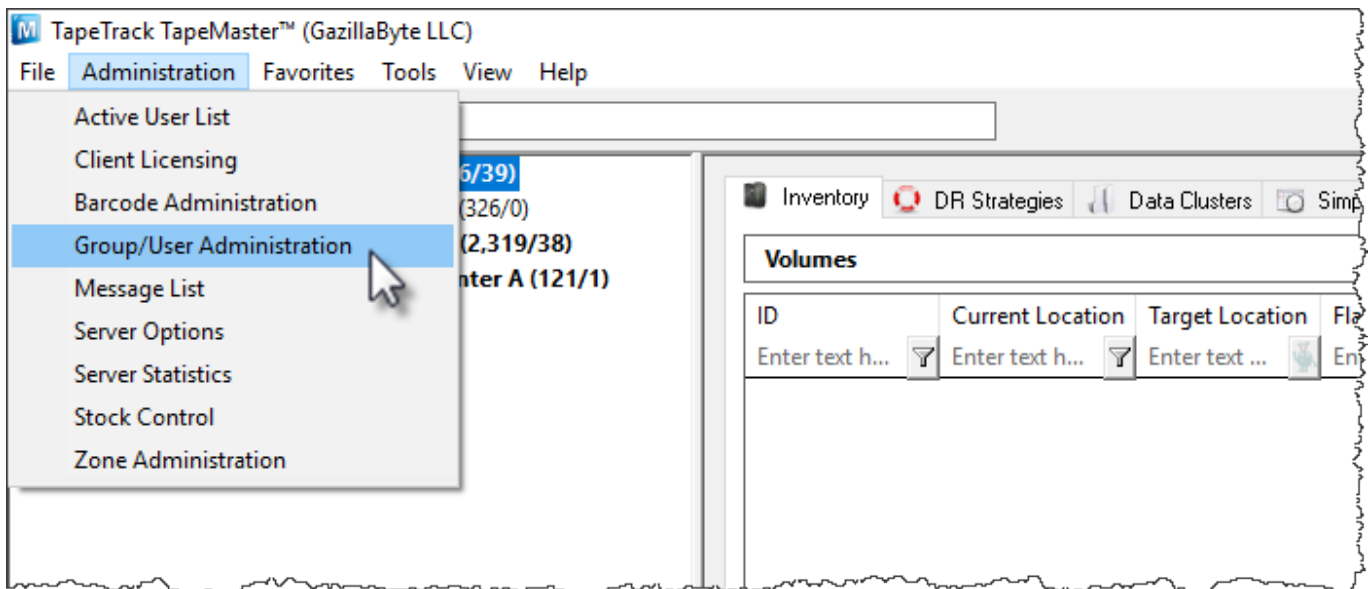 TapeTrack TapeMaster™ (GazillaByte LLC)
File Administration Favorites Tools View Help
Active User List
Client Licensing
Barcode Administration
Group/User Administration
Message List
Server Options
Server Statistics
Stock Control
Zone Administration
6/39)
(326/0)
(2,319/38)
nter A (121/1)
Inventory DR Strategies Data Clusters Simp
Volumes
ID Current Location Target Location Fla
Enter text h... Enter text h... Enter text ... Ent